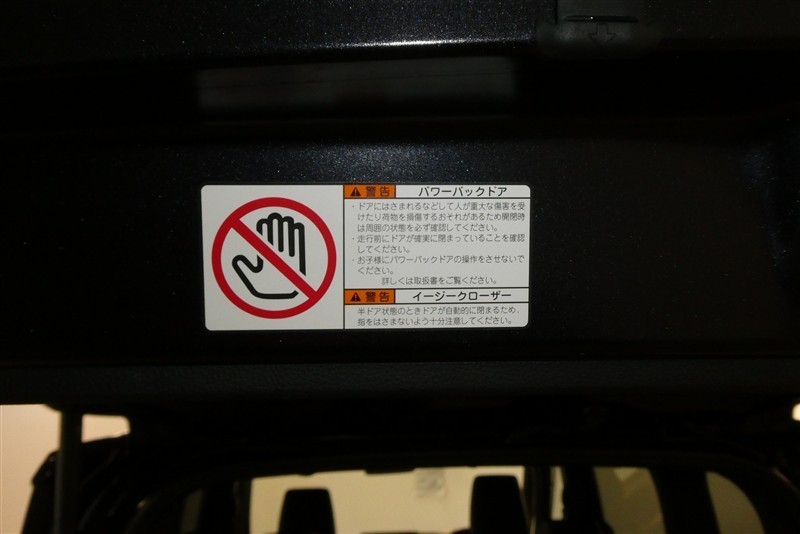 警告 パワーバックドア
・ドアにはさまれるなどして人が重大な傷害を受
けたり荷物を損傷するおそれがあるため開閉時
は周囲の状態を必ず確認してください。
・走行前にドアが確実に閉まっていることを確認
してください。
・お子様にパワーバックドアの操作をさせないで
ください。
詳しくは取扱書をご覧ください。
警告 イージークローザー
半ドア状態のときドアが自動的に閉まるため、
指をはさまないよう十分注意してください。